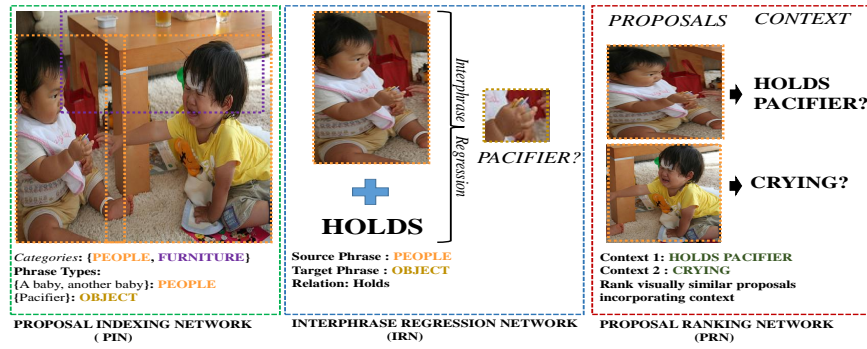 Categories: {PEOPLE, FURNITURE}
Phrase Types:
{A baby, another baby}: PEOPLE
{Pacifier}: OBJECT
PROPOSAL INDEXING NETWORK
( PIN)
Interphrase
Regression
PACIFIER?
HOLDS
Source Phrase : PEOPLE
Target Phrase : OBJECT
Relation: Holds
INTERPHRASE REGRESSION NETWORK
(IRN)
PROPOSALS CONTEXT
HOLDS
PACIFIER?
CRYING?
Context 1: HOLDS PACIFIER
Context 2 : CRYING
Rank visually similar proposals
incorporating context
PROPOSAL RANKING NETWORK
(PRN)